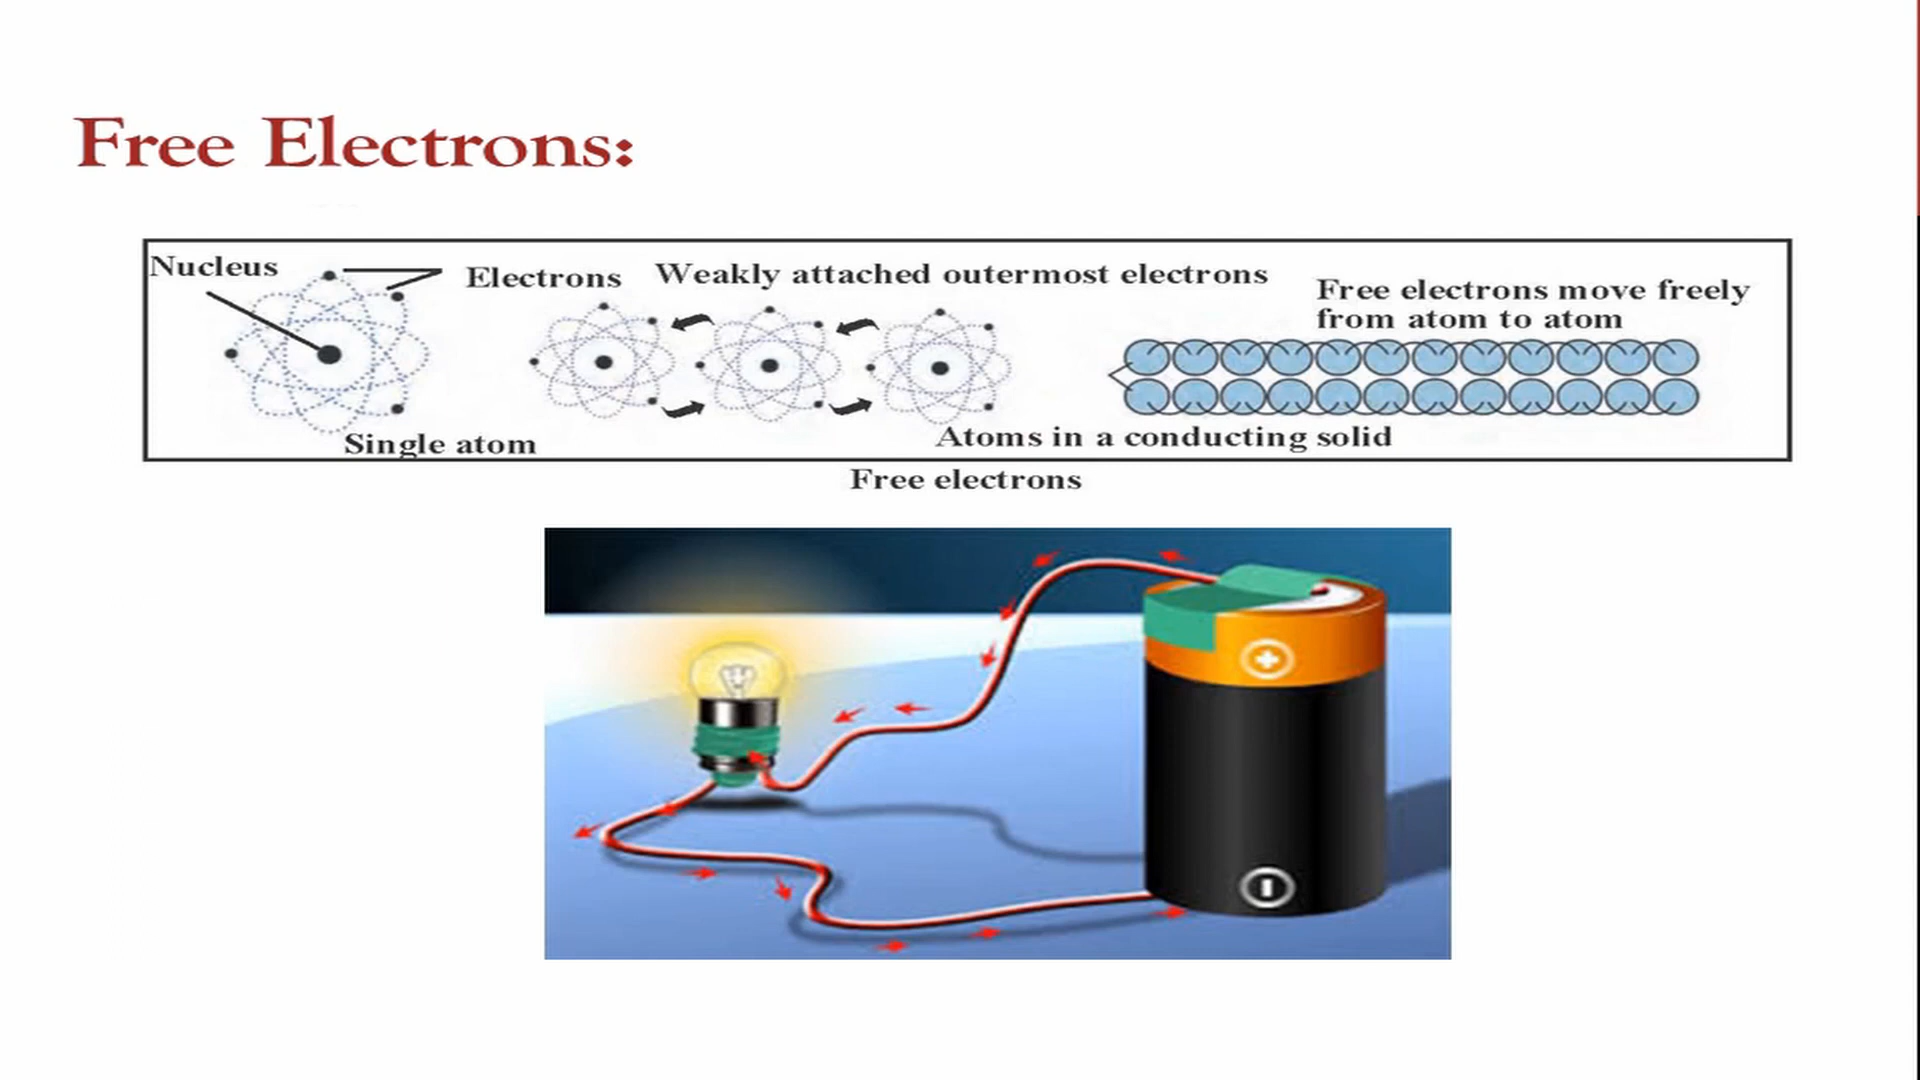 Free Electrons:
Nucleus
Electrons
Weakly attached outermost electrons
Free electrons move freely
from atom to atom
Single atom
Atoms in a conducting solid
Free electrons